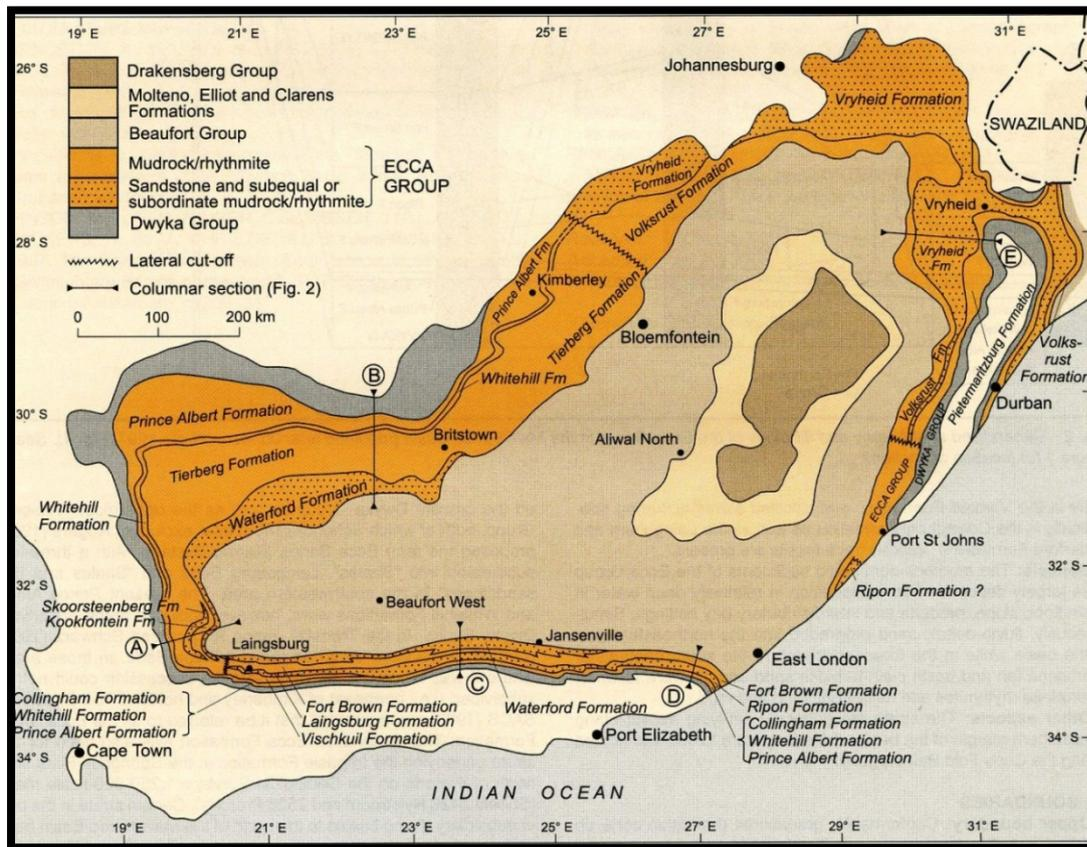 19° E
23° E
27° E
31° E
26° S
28° S
30° S
32° S
34° S
Drakensberg Group
Molteno, Elliot and Clarens
Formations
Beaufort Group
Mudrock/rhythmite
Sandstone and subequal or
subordinate mudrock/rhythmite
ECCA
GROUP
Dwyka Group
Lateral cut-off
Columnar section (Fig. 2)
0 100 200 km
Johannesburg
Vryheid Formation
SWAZILAND
Vryheid
Formation
Volksrust Formation
Vryheid
Vryheid
Fm
E
Prince Albert Fm
Kimberley
Tierberg Formation
Bloemfontein
Whitehill Fm
Pietermaritzburg Formation
Volks-
rust
Formation
Volksrust Fm
Durban
B
Prince Albert Formation
Britstown
Tierberg Formation
Aliwal North
DWYKA GROUP
ECCA GROUP
Waterford Formation
Whitehill
Formation
Port St Johns
30° S
32° S
34° S
Ripon Formation ?
Skoorsteenberg Fm
Kookfontein Fm
Beaufort West
A
Laingsburg
Jansenville
East London
C
D
Collingham Formation
Whitehill Formation
Prince Albert Formation
Fort Brown Formation
Laingsburg Formation
Vischkuil Formation
Waterford Formation
Fort Brown Formation
Ripon Formation
Collingham Formation
Whitehill Formation
Prince Albert Formation
Cape Town
Port Elizabeth
INDIAN OCEAN
19° E
21° E
23° E
25° E
27° E
29° E
31° E